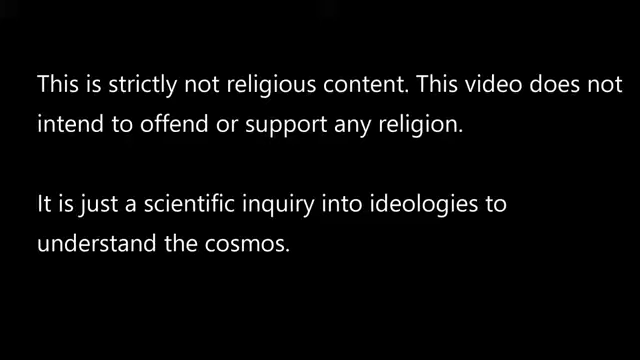 This is strictly not religious content. This video does not
intend to offend or support any religion.
It is just a scientific inquiry into ideologies to
understand the cosmos.